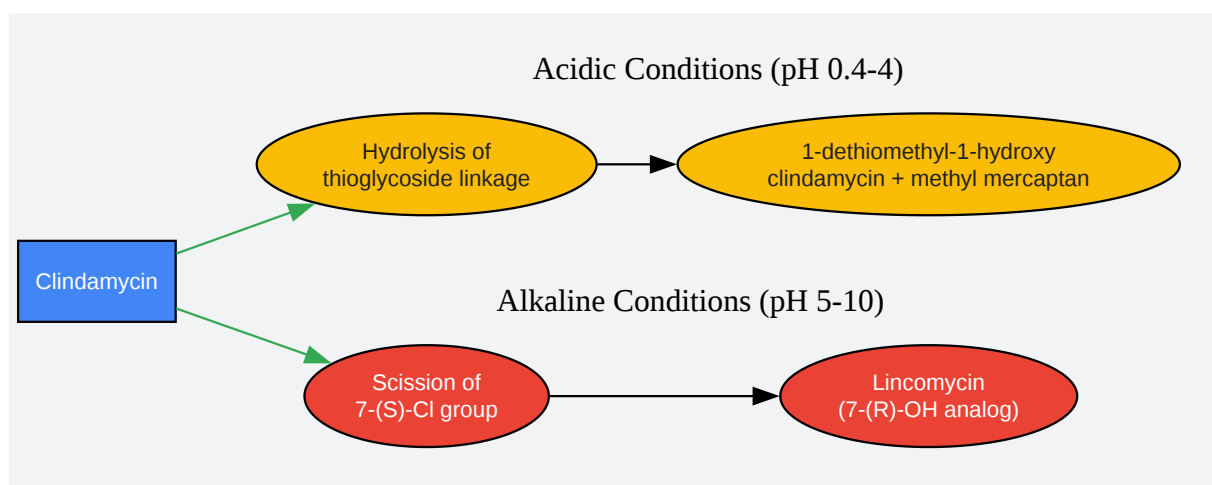 Acidic Conditions (pH 0.4-4)
Hydrolysis of
thioglycoside linkage
1-dethiomethyl-1-hydroxy
clindamycin + methyl mercaptan
Clindamycin
Alkaline Conditions (pH 5-10)
Scission of
7-(S)-Cl group
Lincomycin
(7-(R)-OH analog)